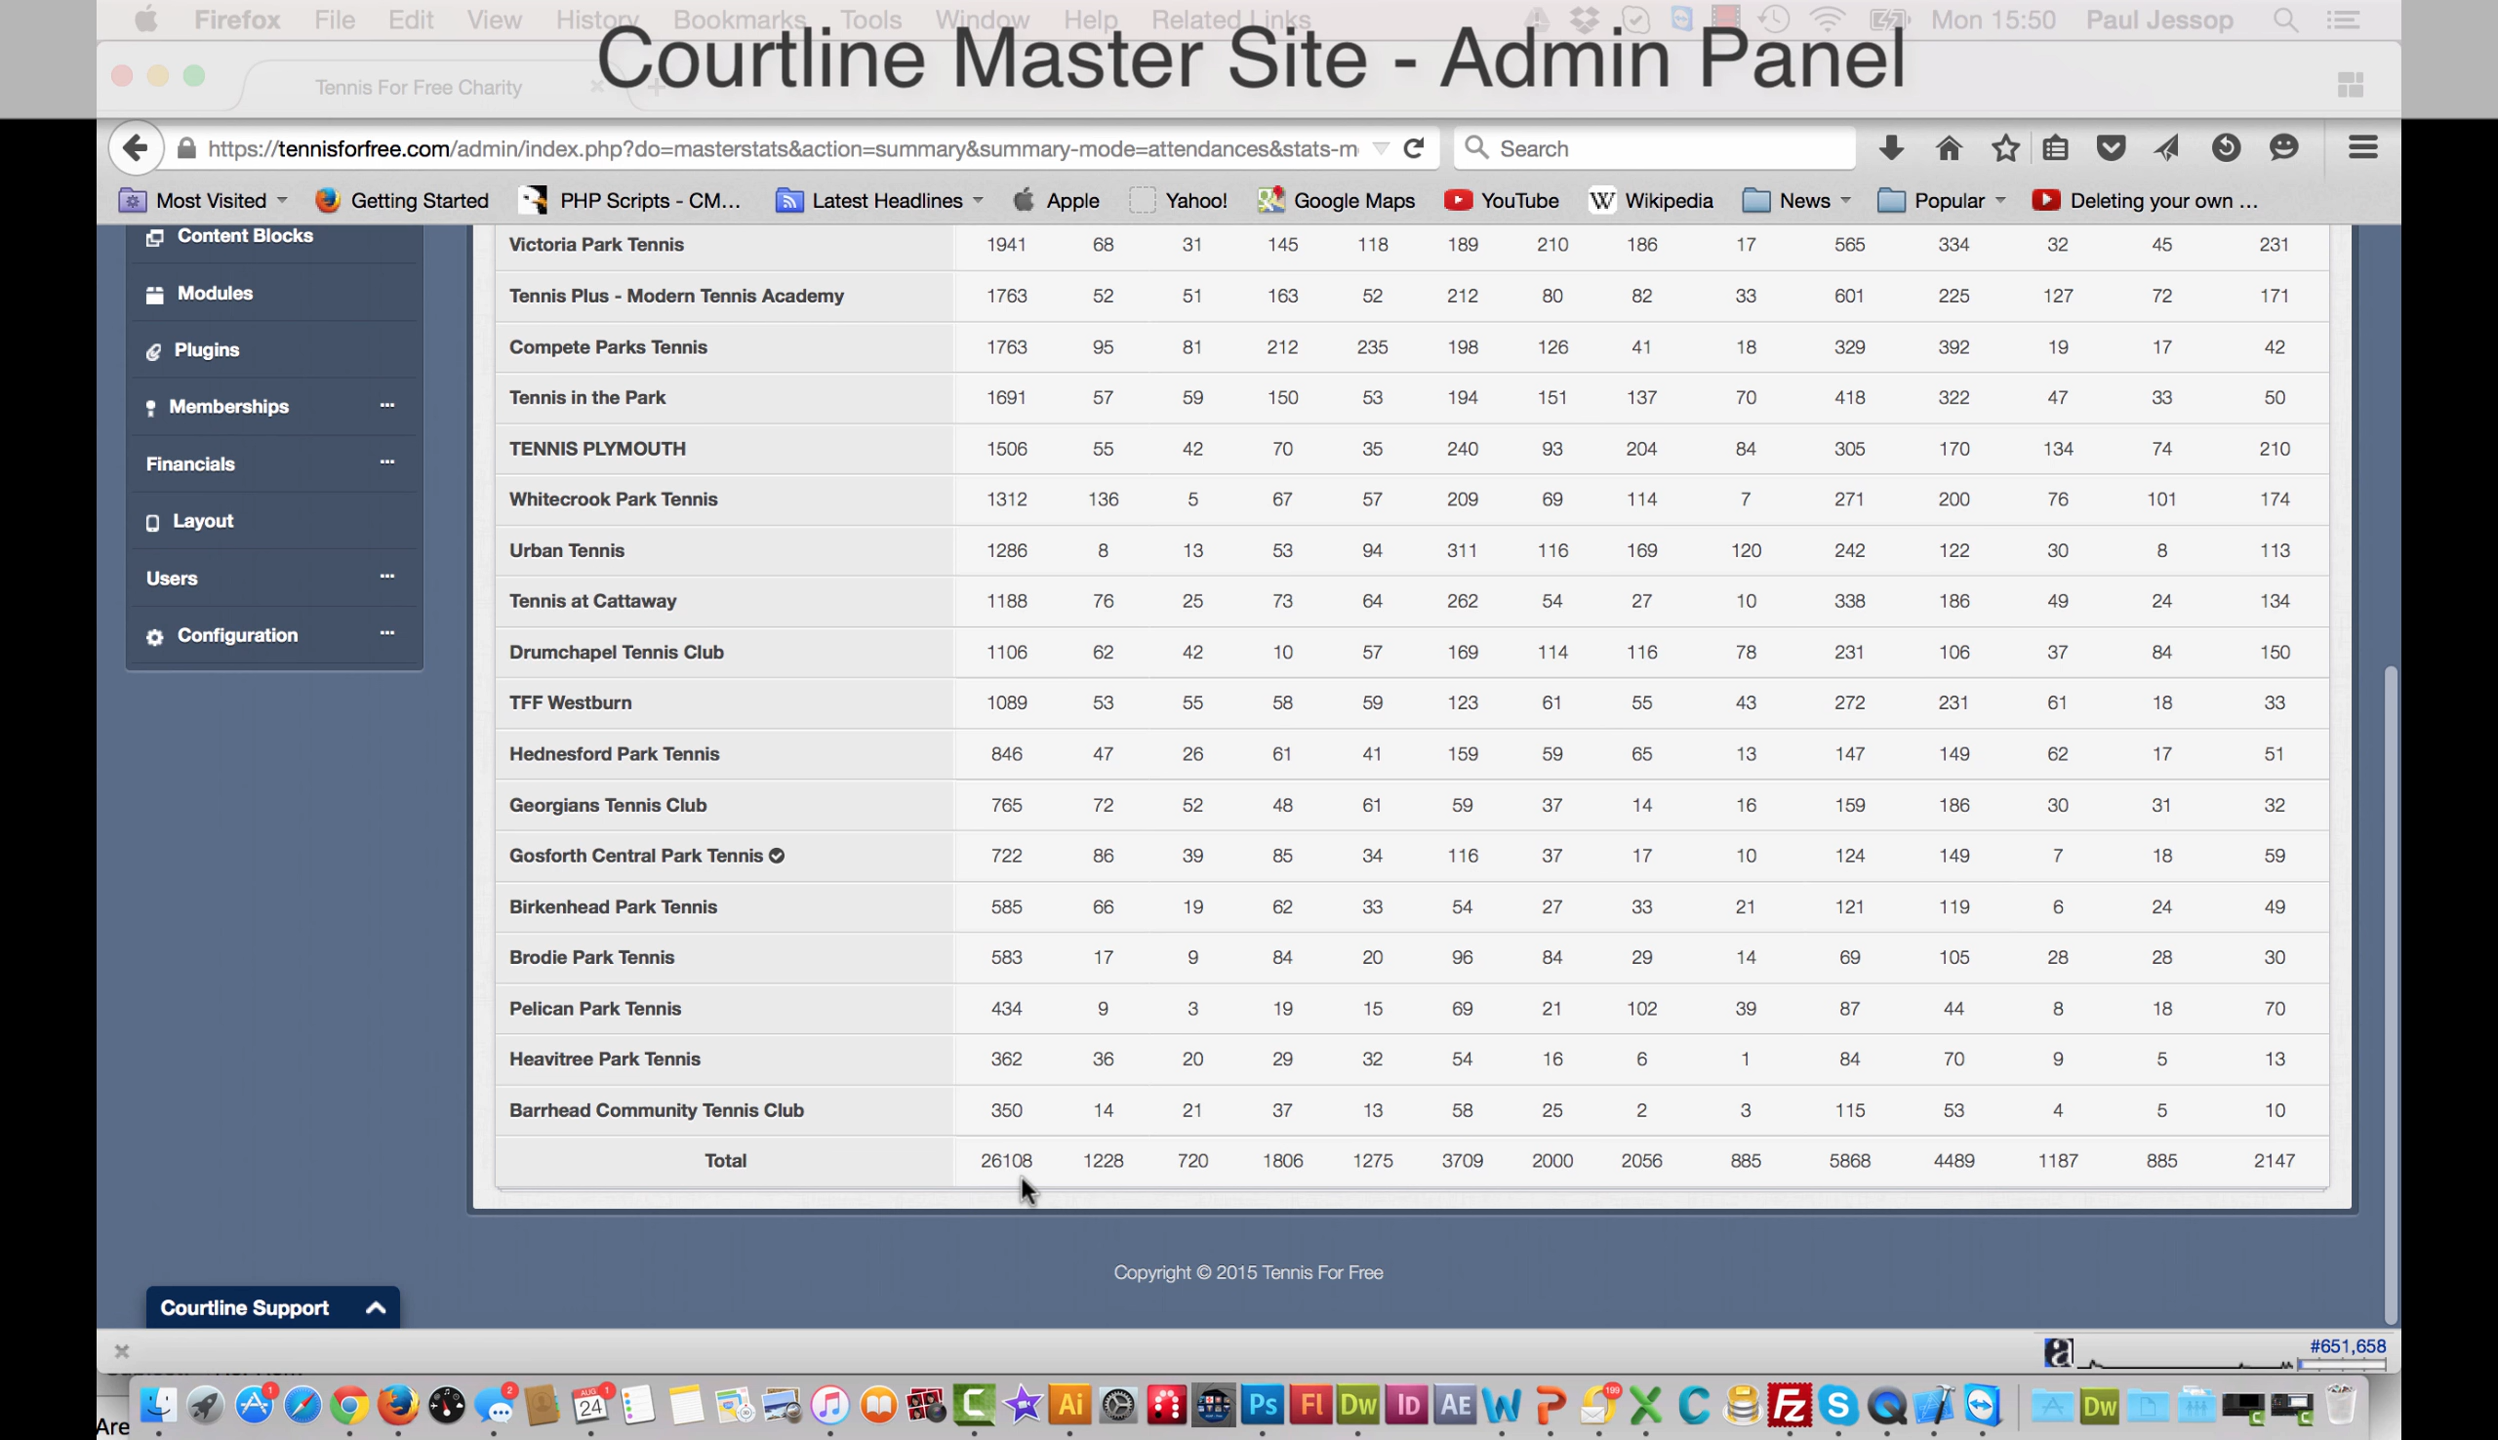 Firefox File Edit View History Bookmarks Tools Window Help Related Links Mon 15:50 Paul Jessop
Courtline Master Site - Admin Panel
Tennis For Free Charity
https://tennisforfree.com/admin/index.php?do=masterstats&action=summary&summary-mode=attendances&stats-m Search
Most Visited Getting Started PHP Scripts - CM... Latest Headlines Apple Yahoo! Google Maps YouTube Wikipedia News Popular Deleting your own ...
Content Blocks
Modules
Plugins
Memberships ...
Financials ...
Layout
Users ...
Configuration ...
Victoria Park Tennis 1941 68 31 145 118 189 210 186 17 565 334 32 45 231
Tennis Plus - Modern Tennis Academy 1763 52 51 163 52 212 80 82 33 601 225 127 72 171
Compete Parks Tennis 1763 95 81 212 235 198 126 41 18 329 392 19 17 42
Tennis in the Park 1691 57 59 150 53 194 151 137 70 418 322 47 33 50
TENNIS PLYMOUTH 1506 55 42 70 35 240 93 204 84 305 170 134 74 210
Whitecrook Park Tennis 1312 136 5 67 57 209 69 114 7 271 200 76 101 174
Urban Tennis 1286 8 13 53 94 311 116 169 120 242 122 30 8 113
Tennis at Cattaway 1188 76 25 73 64 262 54 27 10 338 186 49 24 134
Drumchapel Tennis Club 1106 62 42 10 57 169 114 116 78 231 106 37 84 150
TFF Westburn 1089 53 55 58 59 123 61 55 43 272 231 61 18 33
Hednesford Park Tennis 846 47 26 61 41 159 59 65 13 147 149 62 17 51
Georgians Tennis Club 765 72 52 48 61 59 37 14 16 159 186 30 31 32
Gosforth Central Park Tennis 722 86 39 85 34 116 37 17 10 124 149 7 18 59
Birkenhead Park Tennis 585 66 19 62 33 54 27 33 21 121 119 6 24 49
Brodie Park Tennis 583 17 9 84 20 96 84 29 14 69 105 28 28 30
Pelican Park Tennis 434 9 3 19 15 69 21 102 39 87 44 8 18 70
Heavitree Park Tennis 362 36 20 29 32 54 16 6 1 84 70 9 5 13
Barrhead Community Tennis Club 350 14 21 37 13 58 25 2 3 115 53 4 5 10
Total 26108 1228 720 1806 1275 3709 2000 2056 885 5868 4489 1187 885 2147
Copyright © 2015 Tennis For Free
Courtline Support
#651,658
1 2 AUG 24 1 Ai Ps Fl Dw Id AE W P 199 X C Fz S Dw
Are